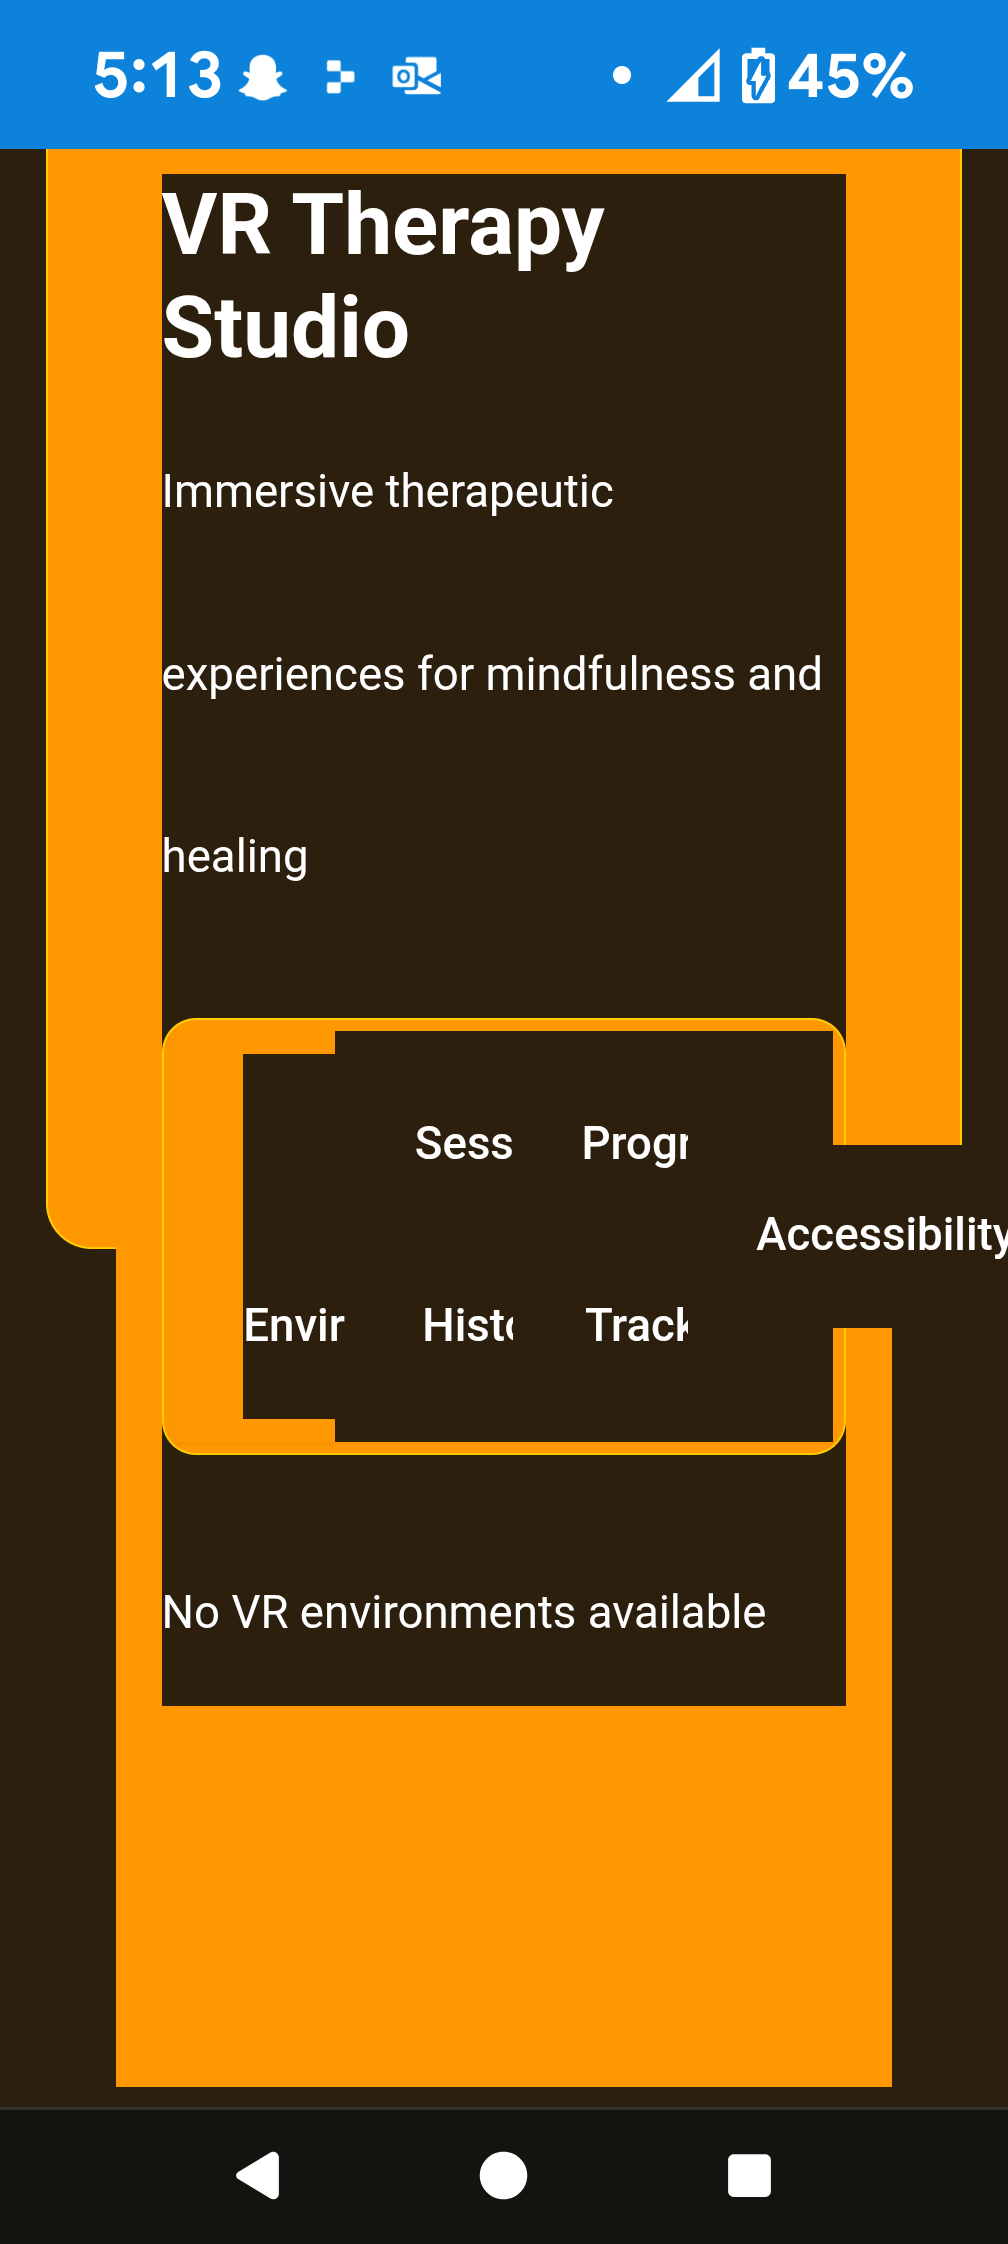 5:13 45%
VR Therapy
Studio
Immersive therapeutic
experiences for mindfulness and
healing
Sess Progr
Accessibility
Envir Histo Track
No VR environments available